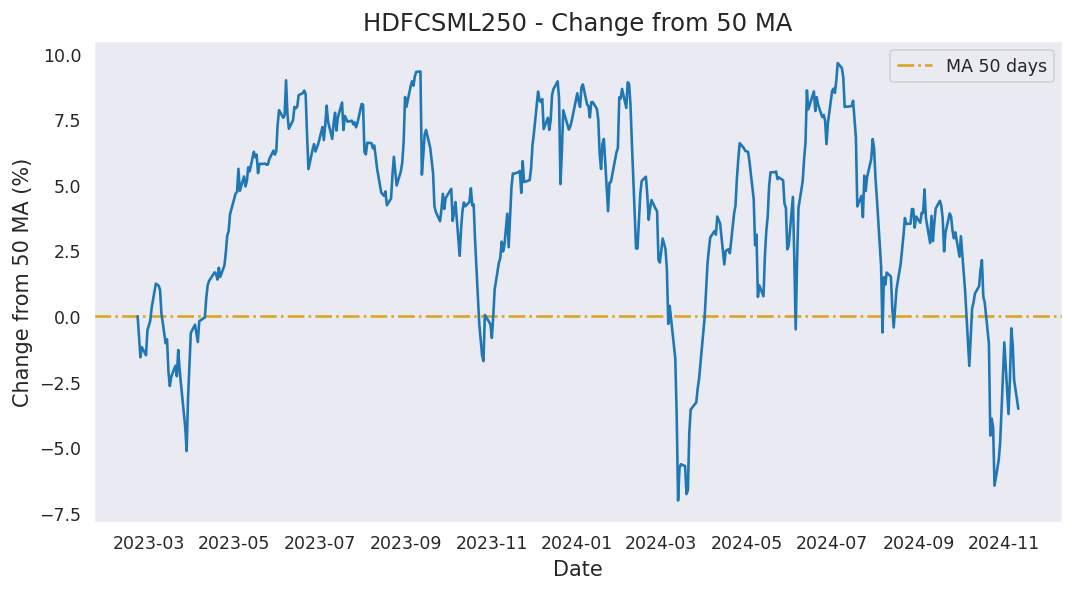 HDFCSML250 - Change from 50 MA
MA 50 days
Change from 50 MA (%)
10.0
7.5
5.0
2.5
0.0
−2.5
−5.0
−7.5
2023-03 2023-05 2023-07 2023-09 2023-11 2024-01 2024-03 2024-05 2024-07 2024-09 2024-11
Date